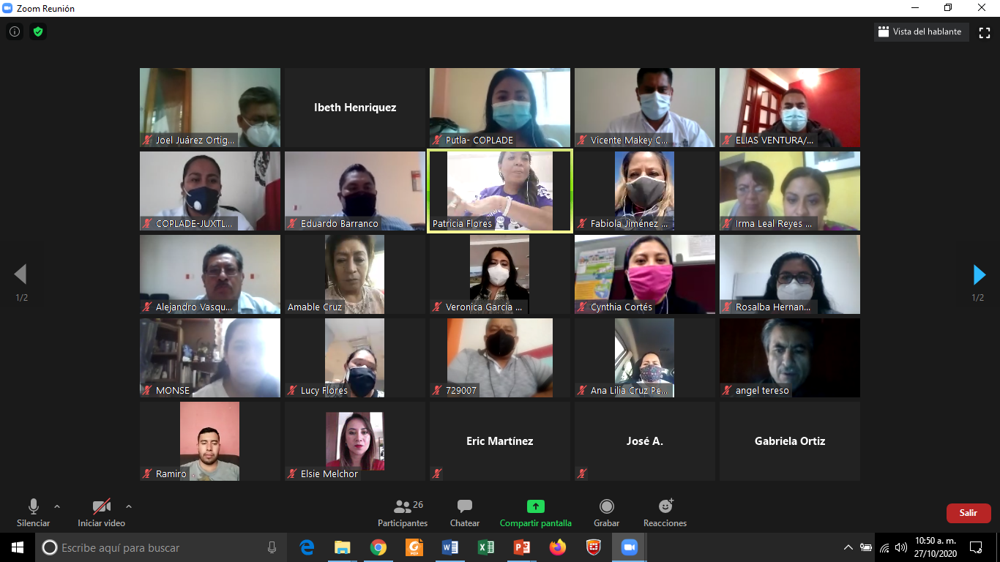 Zoom Reunión
Vista del hablante
Joel Juárez Ortig...
Ibeth Henriquez
Putla- COPLADE
Vicente Makey C...
ELIAS VENTURA/...
COPLADE-JUXTL...
Eduardo Barranco
Patricia Flores
Fabiola Jiménez ...
Irma Leal Reyes ...
1/2
1/2
Alejandro Vasqu...
Amable Cruz
Veronica Garcia ...
Cynthia Cortés
Rosalba Hernan...
MONSE
Lucy Flores
729007
Ana Lilia Cruz Pe...
angel tereso
Ramiro
Elsie Melchor
Eric Martínez
José A.
Gabriela Ortiz
Silenciar
Iniciar video
26
Participantes
Chatear
Compartir pantalla
Grabar
Reacciones
Salir
Escribe aquí para buscar
10:50 a. m.
27/10/2020